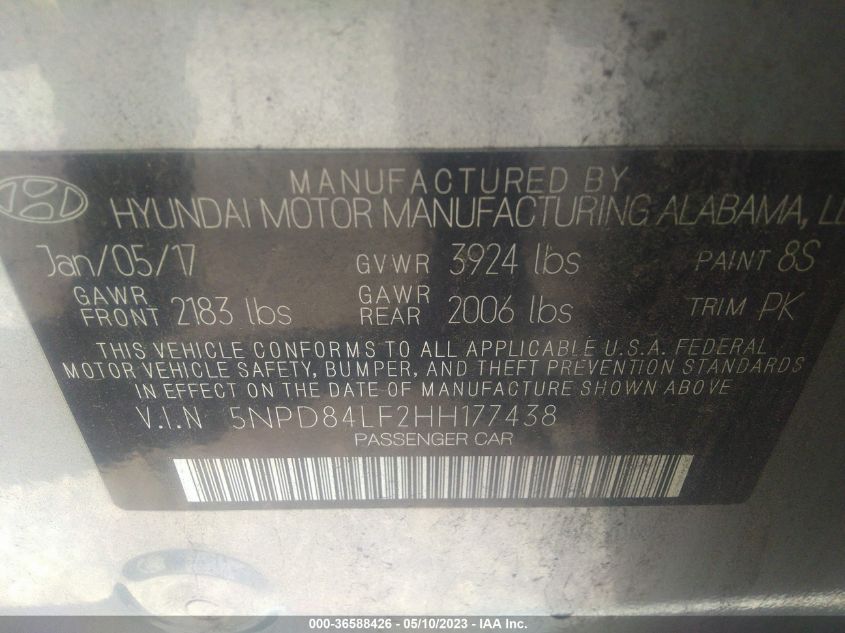 MANUFACTURED BY
HYUNDAI MOTOR MANUFACTURING ALABAMA,
Jan/05/17 GVWR 3924 lbs PAINT 8S
GAWR FRONT 2183 lbs GAWR REAR 2006 lbs TRIM PK
THIS VEHICLE CONFORMS TO ALL APPLICABLE U.S.A. FEDERAL
MOTOR VEHICLE SAFETY, BUMPER, AND THEFT PREVENTION STANDARDS
IN EFFECT ON THE DATE OF MANUFACTURE SHOWN ABOVE
V.I.N 5NPD84LF2HH177438
PASSENGER CAR
000-36588426 - 05/10/2023 - IAA Inc.